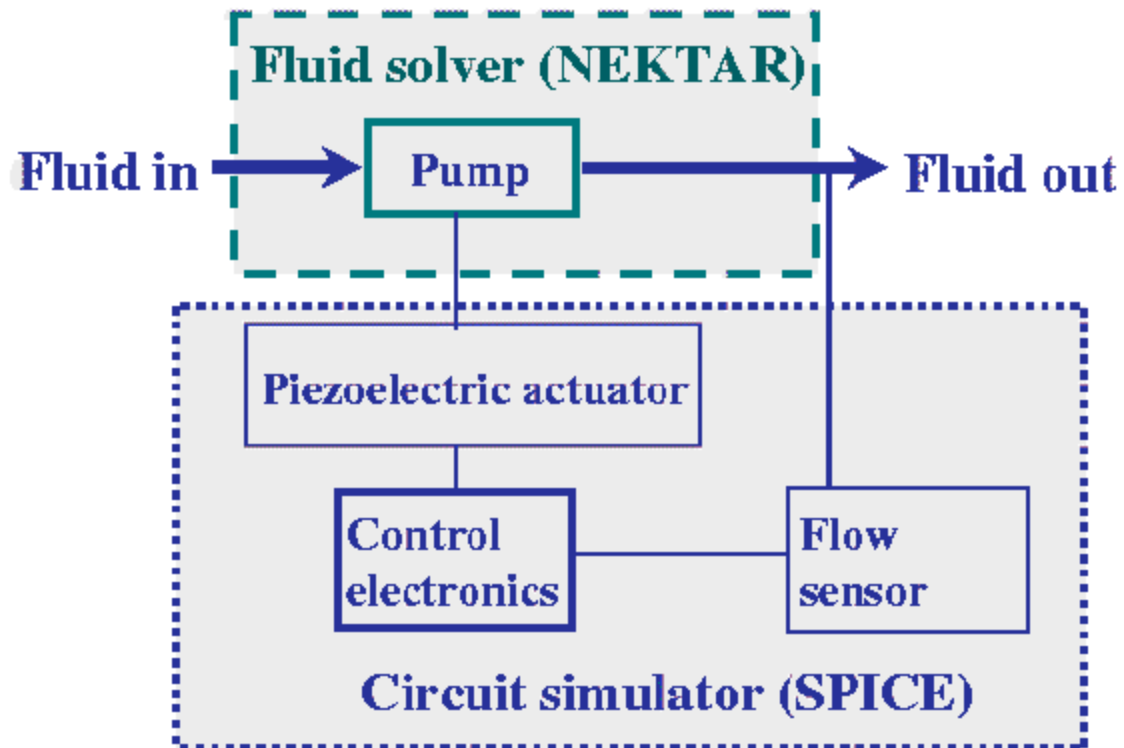 Fluid solver (NEKTAR)
Fluid in
Pump
Fluid out
Piezoelectric actuator
Control
electronics
Flow
sensor
Circuit simulator (SPICE)